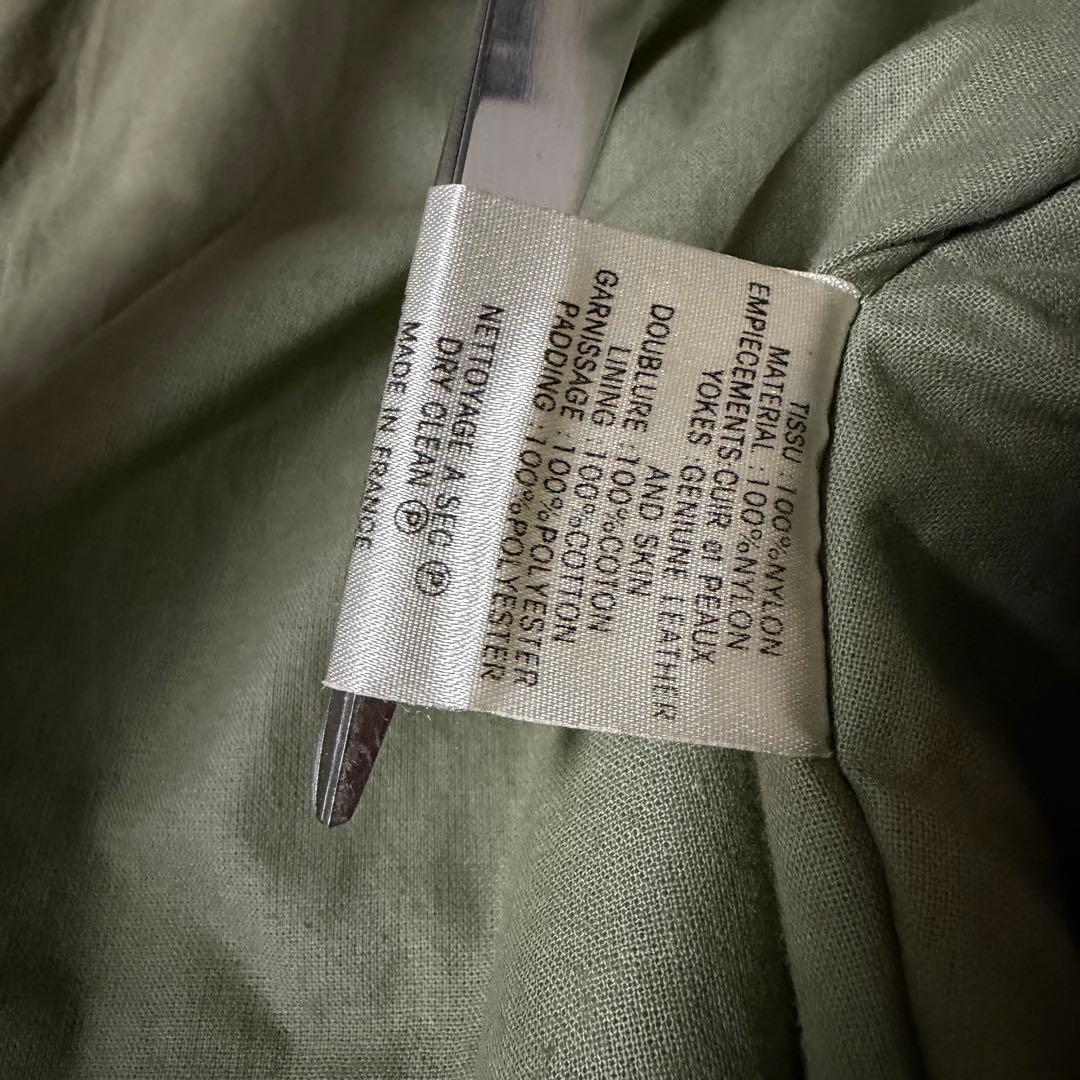 TISSU : 100%NYLON
MATERIAL : 100%NYLON
EMPIECEMENTS:CUIR et PEAUX
YOKES : GENIUNE LEATHER
AND SKIN
DOUBLURE : 100%COTON
LINING : 100%COTTON
GARNISSAGE : 100%POLYESTER
PADDING : 100%POLYESTER
NETTOYAGE A SEC Ⓟ
DRY CLEAN Ⓟ
MADE IN FRANCE